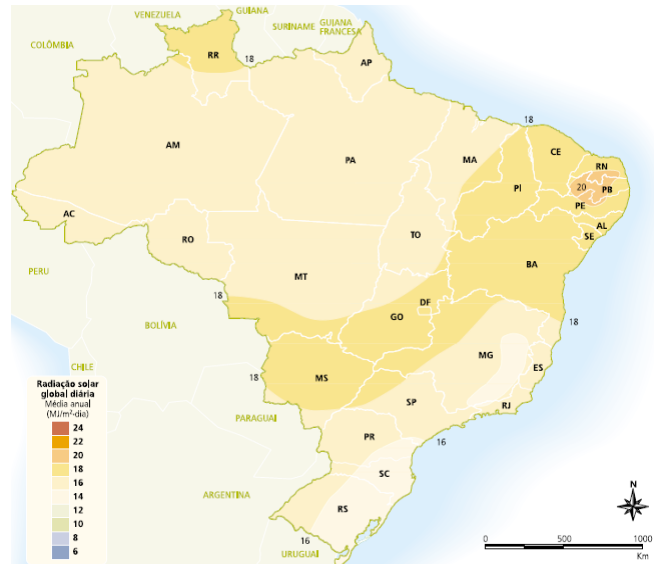 VENEZUELA
GUIANA
SURINAME
GUIANA
FRANCESA
COLÔMBIA
RR
18
AP
AM
PA
MA
18
CE
RN
PI
20
PB
PE
AL
SE
AC
RO
TO
BA
MT
PERU
18
BOLÍVIA
DF
GO
18
MG
ES
CHILE
18
MS
SP
RJ
PARAGUAI
PR
16
SC
ARGENTINA
RS
16
URUGUAI
Radiação solar
global diária
Média anual
(MJ/m²-dia)
24
22
20
18
16
14
12
10
8
6
N
0 500 1000
Km